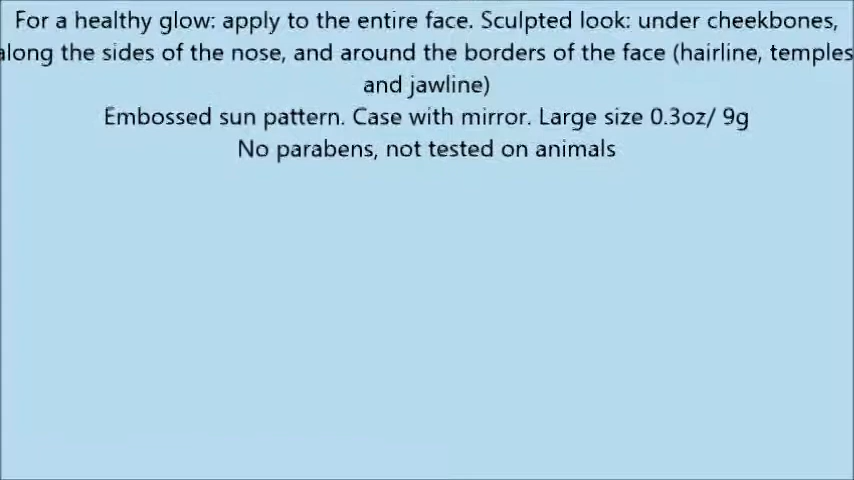 For a healthy glow: apply to the entire face. Sculpted look: under cheekbones,
along the sides of the nose, and around the borders of the face (hairline, temples
and jawline)
Embossed sun pattern. Case with mirror. Large size 0.3oz/ 9g
No parabens, not tested on animals